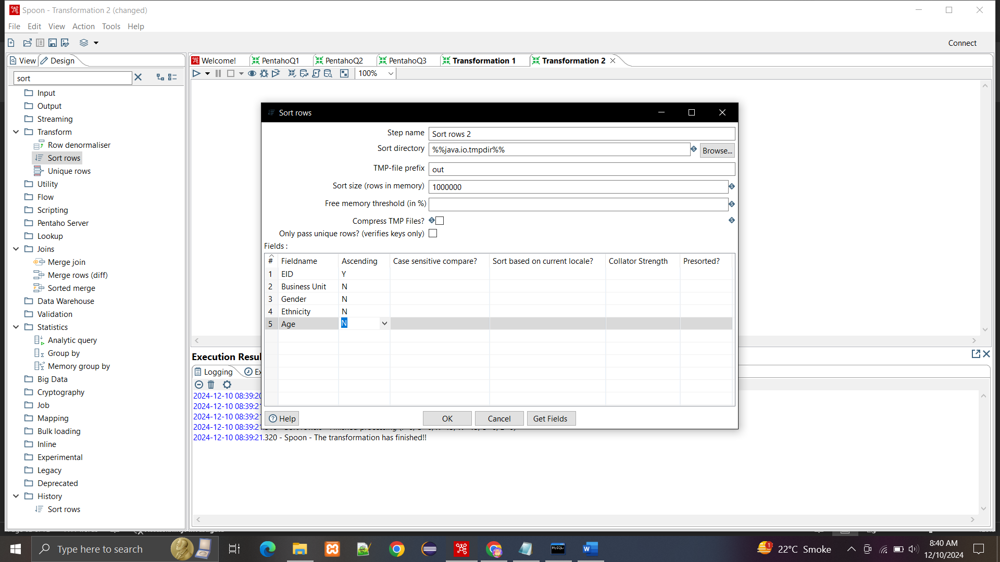 Spoon - Transformation 2 (changed)
File Edit View Action Tools Help
Connect
View Design
Welcome! PentahoQ1 PentahoQ2 PentahoQ3 Transformation 1 Transformation 2
100%
sort
Input
Output
Streaming
Transform
Row denormaliser
Sort rows
Unique rows
Utility
Flow
Scripting
Pentaho Server
Lookup
Joins
Merge join
Merge rows (diff)
Sorted merge
Data Warehouse
Validation
Statistics
Analytic query
Group by
Memory group by
Big Data
Cryptography
Job
Mapping
Bulk loading
Inline
Experimental
Legacy
Deprecated
History
Sort rows
Sort rows
Step name Sort rows 2
Sort directory %%java.io.tmpdir%% Browse...
TMP-file prefix out
Sort size (rows in memory) 1000000
Free memory threshold (in %)
Compress TMP Files?
Only pass unique rows? (verifies keys only)
Fields :
# Fieldname Ascending Case sensitive compare? Sort based on current locale? Collator Strength Presorted?
1 EID Y
2 Business Unit N
3 Gender N
4 Ethnicity N
5 Age N
Help OK Cancel Get Fields
Execution Resu
Logging Ex
2024-12-10 08:39:20
2024-12-10 08:39:21
2024-12-10 08:39:21
2024-12-10 08:39:21
2024-12-10 08:39:21.320 - Spoon - The transformation has finished!!
Type here to search
MySQL
1
22°C Smoke
8:40 AM
12/10/2024